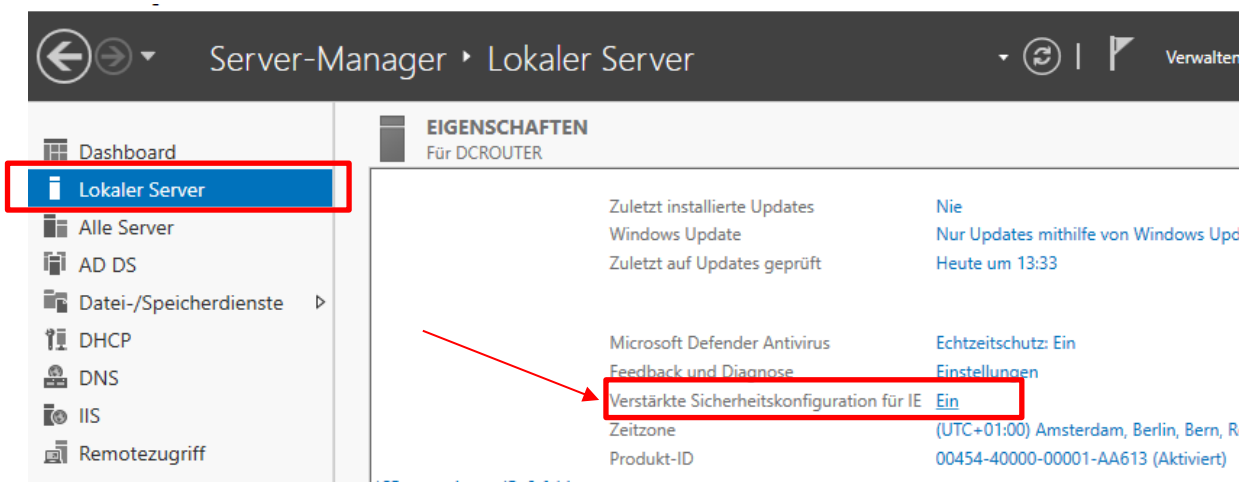 Server-Manager ‣ Lokaler Server
Verwalten
Dashboard
Lokaler Server
Alle Server
AD DS
Datei-/Speicherdienste
DHCP
DNS
IIS
Remotezugriff
EIGENSCHAFTEN
Für DCROUTER
Zuletzt installierte Updates Nie
Windows Update Nur Updates mithilfe von Windows Upd
Zuletzt auf Updates geprüft Heute um 13:33
Microsoft Defender Antivirus Echtzeitschutz: Ein
Feedback und Diagnose Einstellungen
Verstärkte Sicherheitskonfiguration für IE Ein
Zeitzone (UTC+01:00) Amsterdam, Berlin, Bern, R
Produkt-ID 00454-40000-00001-AA613 (Aktiviert)